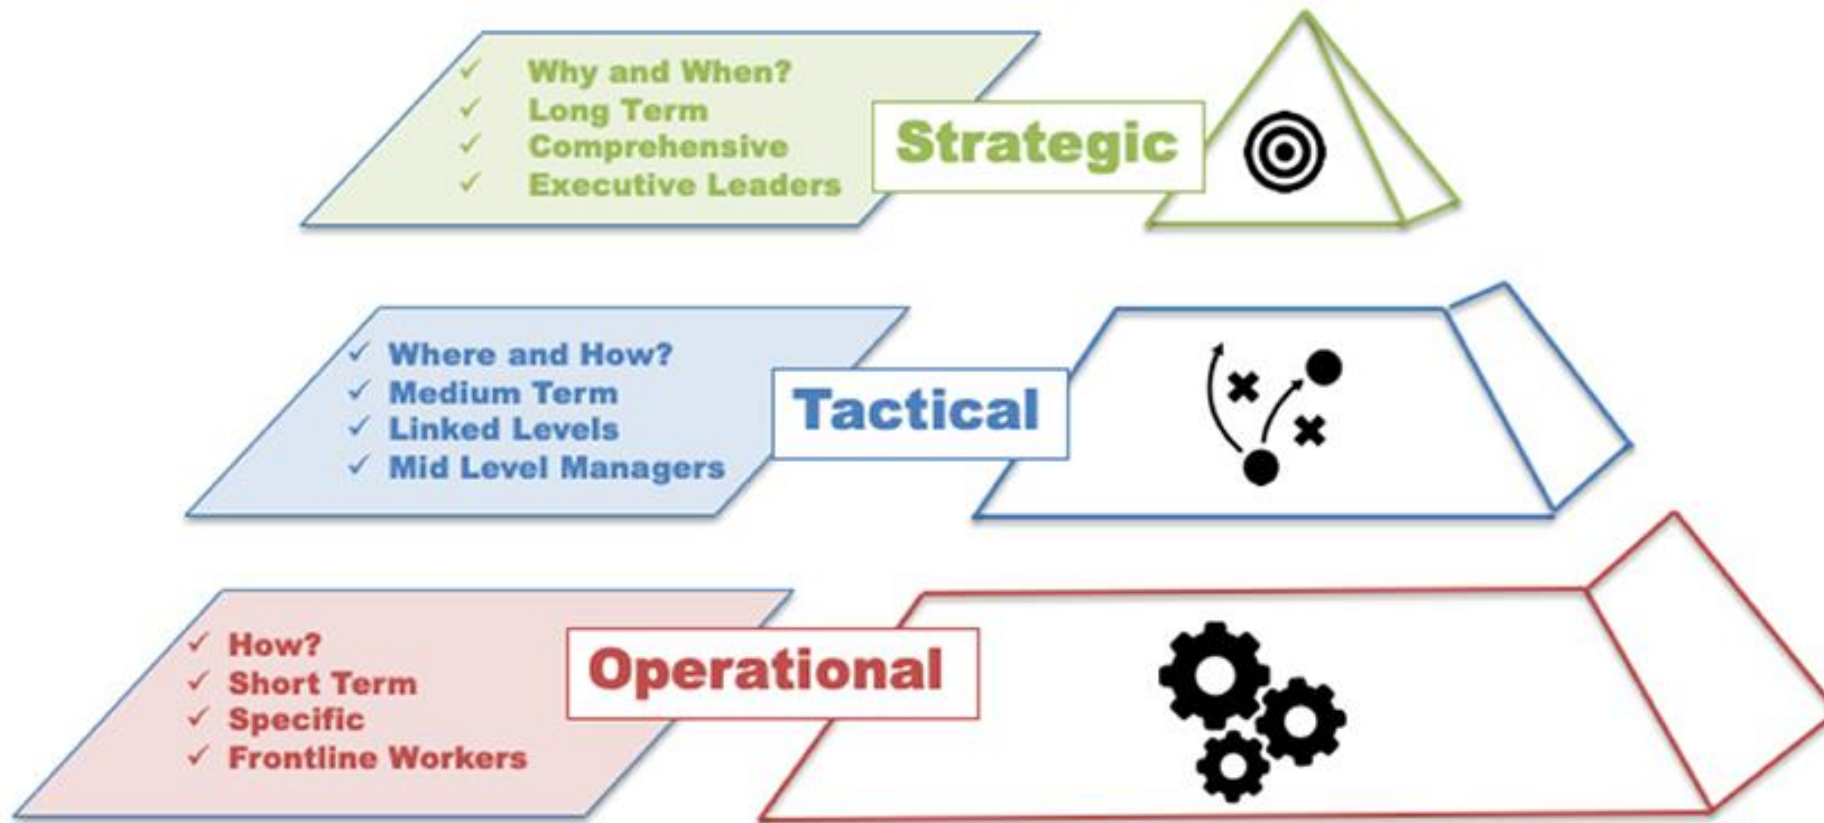 Why and When?
Long Term
Comprehensive
Executive Leaders
Strategic
Where and How?
Medium Term
Linked Levels
Mid Level Managers
Tactical
How?
Short Term
Specific
Frontline Workers
Operational